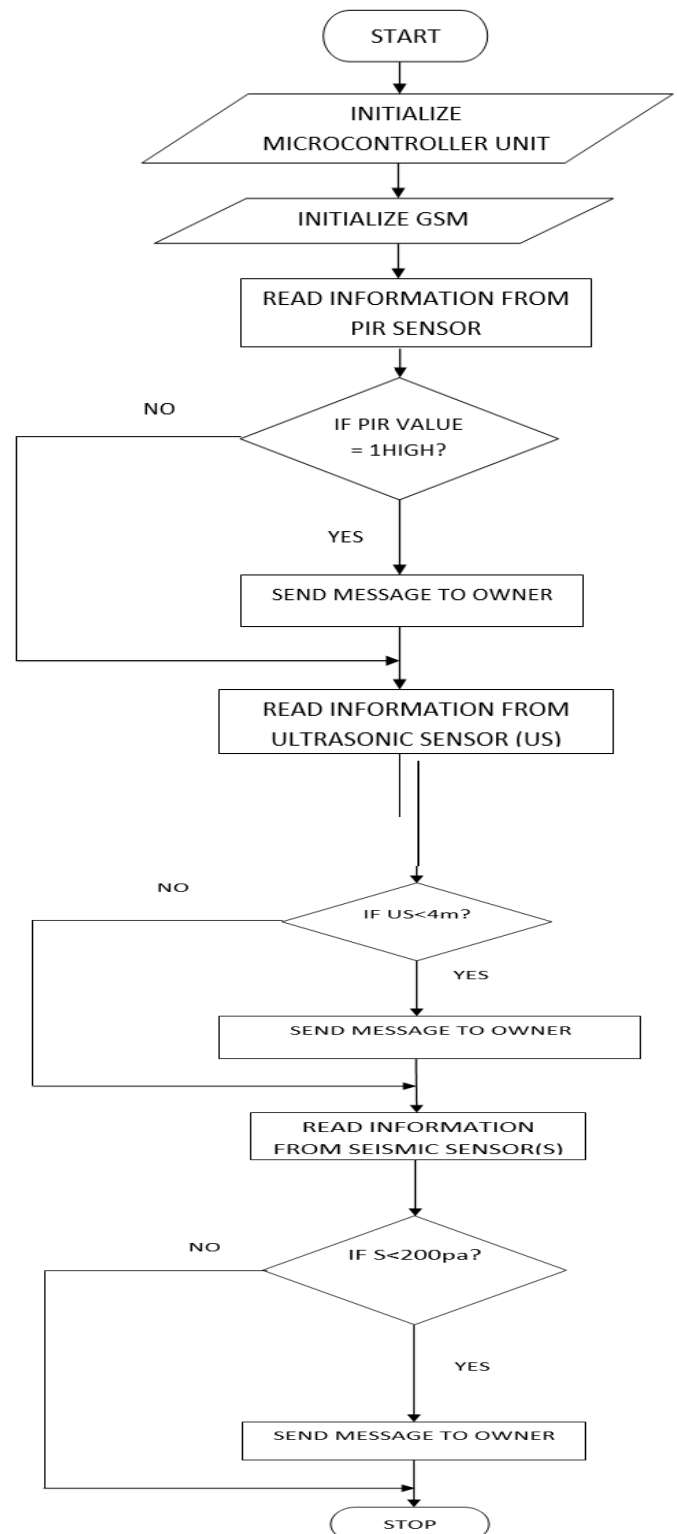 START
INITIALIZE
MICROCONTROLLER UNIT
INITIALIZE GSM
READ INFORMATION FROM
PIR SENSOR
NO
IF PIR VALUE
= 1HIGH?
YES
SEND MESSAGE TO OWNER
READ INFORMATION FROM
ULTRASONIC SENSOR (US)
NO
IF US<4m?
YES
SEND MESSAGE TO OWNER
READ INFORMATION
FROM SEISMIC SENSOR(S)
NO
IF S<200pa?
YES
SEND MESSAGE TO OWNER
STOP